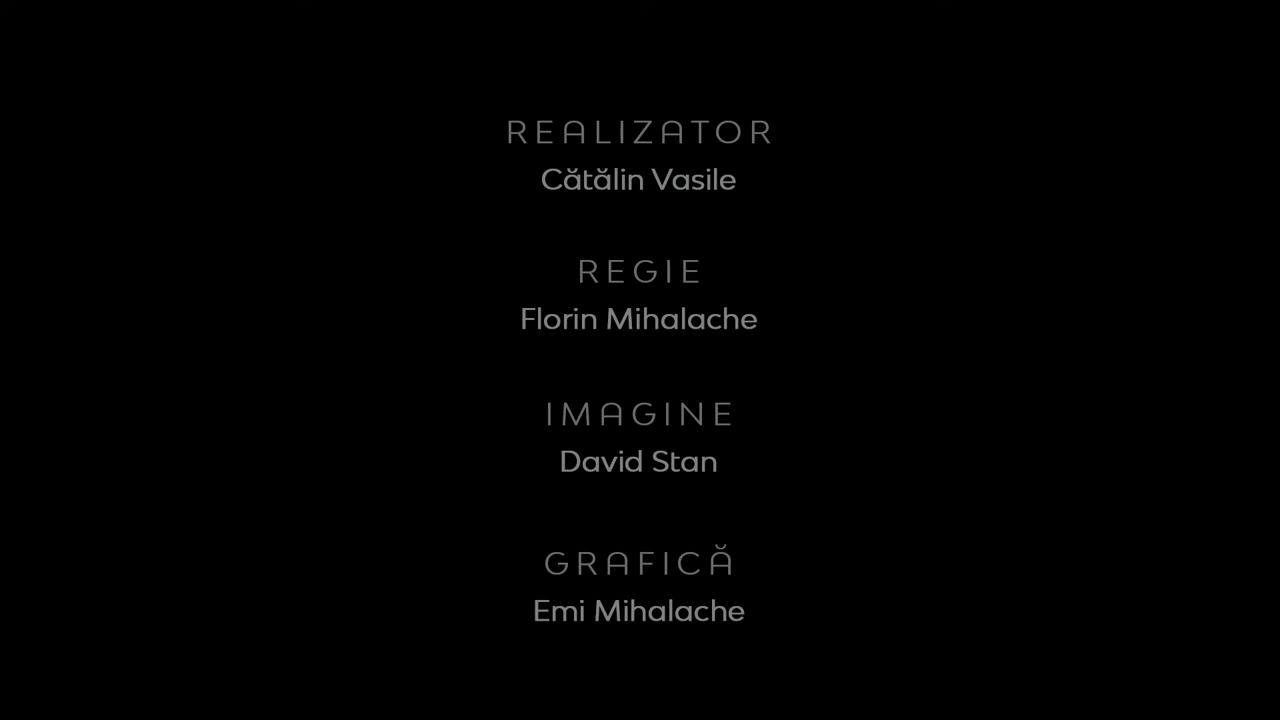 REALIZATOR
Cătălin Vasile
REGIE
Florin Mihalache
IMAGINE
David Stan
GRAFICĂ
Emi Mihalache